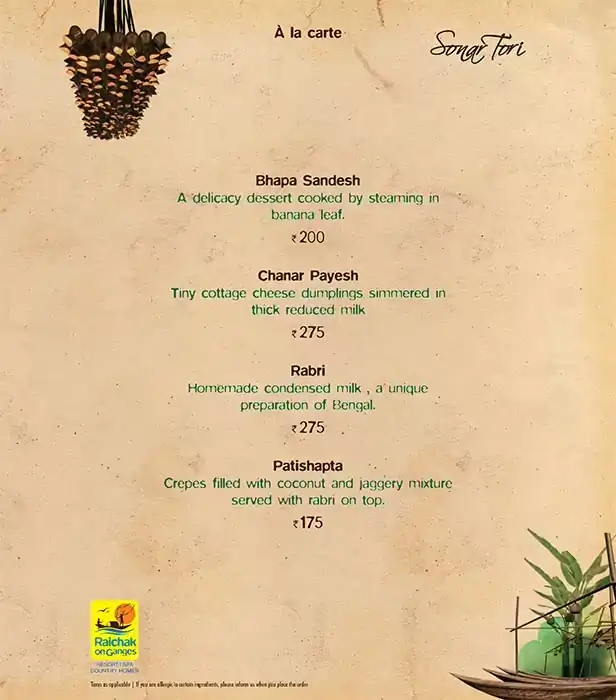 À la carte
Sonar Tori
Bhapa Sandesh
A delicacy dessert cooked by steaming in
banana leaf.
₹200
Chanar Payesh
Tiny cottage cheese dumplings simmered in
thick reduced milk
₹275
Rabri
Homemade condensed milk , a unique
preparation of Bengal.
₹275
Patishapta
Crepes filled with coconut and jaggery mixture
served with rabri on top.
₹175
Raichak
on Ganges
RESORT | SPA
COUNTRY HOMES
Taxes as applicable | If you are allergic to certain ingredients, please inform us when you place the order